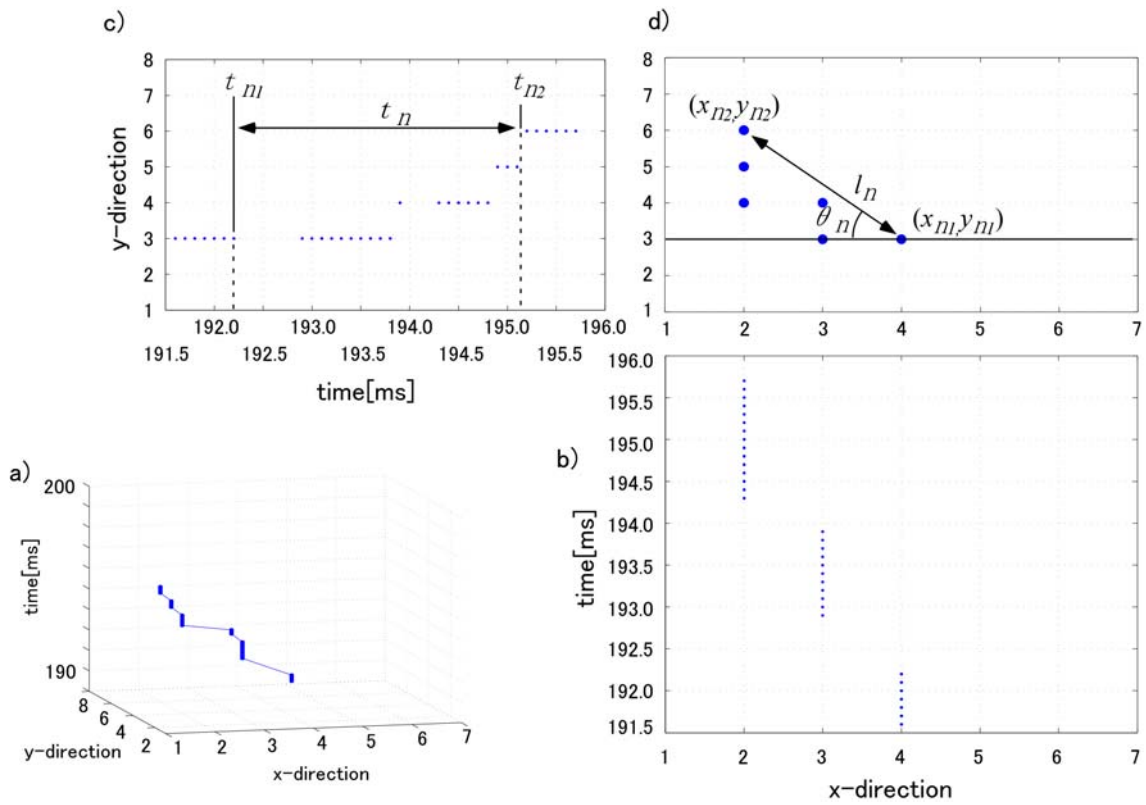 c)
8
7
6
5
4
3
2
1
y-direction
t n1
t n
t n2
192.0 193.0 194.0 195.0 196.0
191.5 192.5 193.5 194.5 195.5
time[ms]
d)
8
7
6
5
4
3
2
1
(xn2,yn2)
ln
θn
(xn1,yn1)
1 2 3 4 5 6 7
a)
200
190
time[ms]
8
6
4
2
y-direction
1 2 3 4 5 6 7
x-direction
b)
196.0
195.5
195.0
194.5
194.0
193.5
193.0
192.5
192.0
191.5
time[ms]
1 2 3 4 5 6 7
x-direction